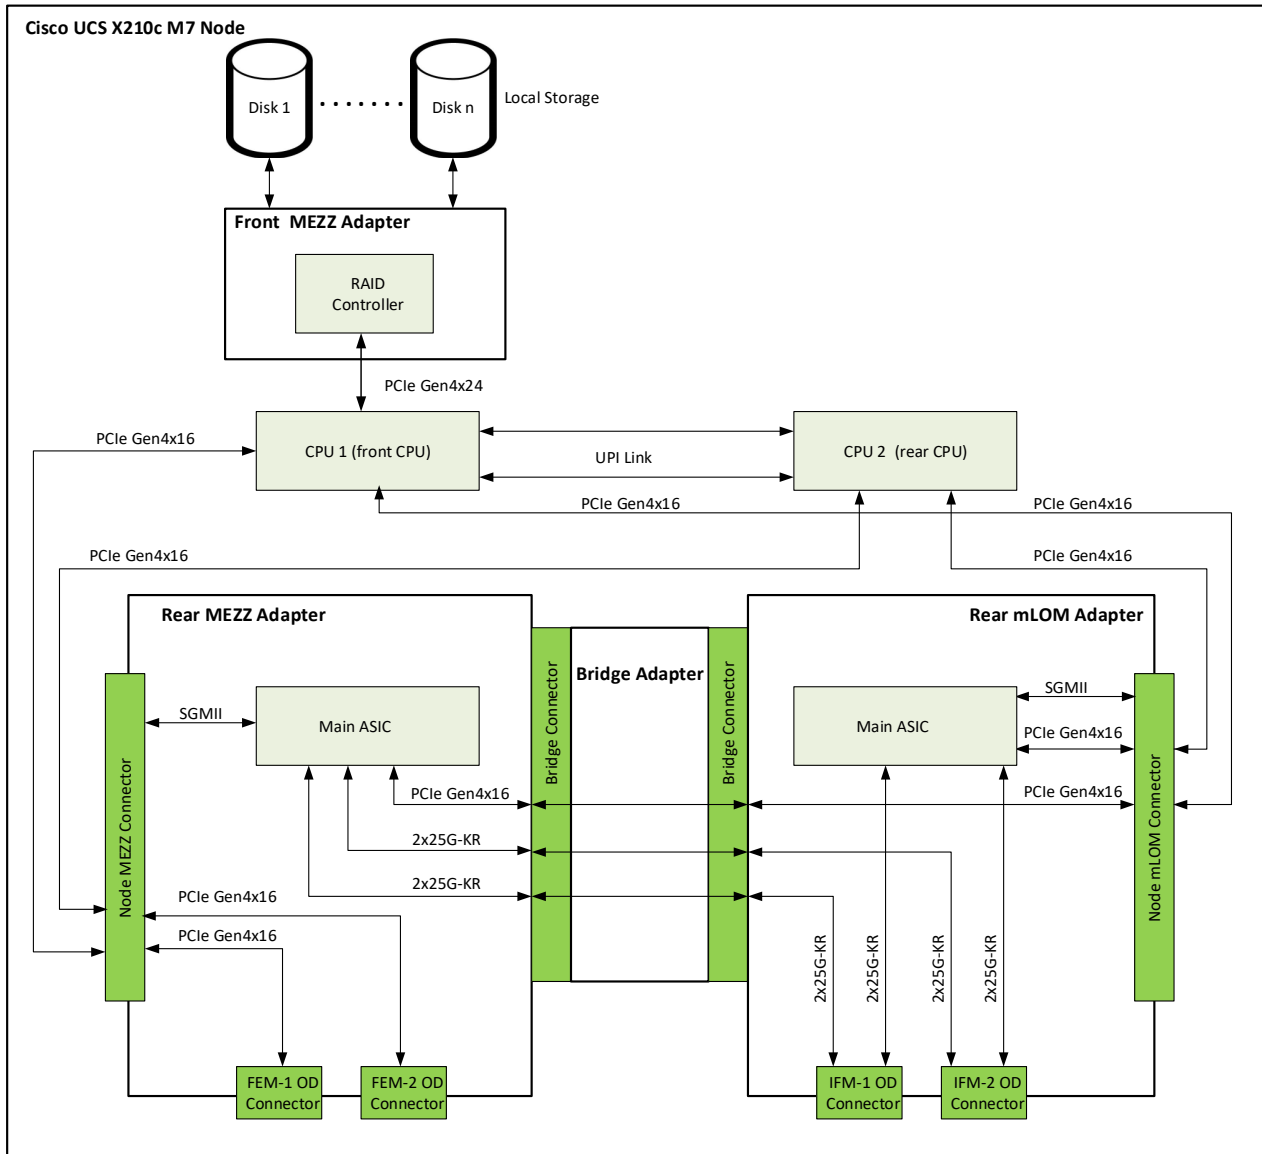 Cisco UCS X210c M7 Node
Disk 1
Disk n
Local Storage
Front MEZZ Adapter
RAID
Controller
PCIe Gen4x24
PCIe Gen4x16
CPU 1 (front CPU)
UPI Link
CPU 2 (rear CPU)
PCIe Gen4x16
PCIe Gen4x16
PCIe Gen4x16
PCIe Gen4x16
Rear MEZZ Adapter
Rear mLOM Adapter
Bridge Adapter
Bridge Connector
Bridge Connector
SGMII
Main ASIC
Main ASIC
SGMII
PCIe Gen4x16
PCIe Gen4x16
PCIe Gen4x16
2x25G-KR
2x25G-KR
Node MEZZ Connector
Node mLOM Connector
PCIe Gen4x16
PCIe Gen4x16
2x25G-KR
2x25G-KR
2x25G-KR
2x25G-KR
FEM-1 OD
Connector
FEM-2 OD
Connector
IFM-1 OD
Connector
IFM-2 OD
Connector